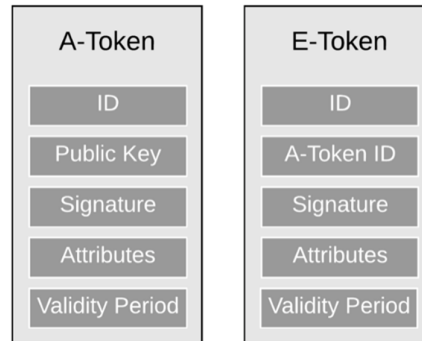 A-Token
ID
Public Key
Signature
Attributes
Validity Period
E-Token
ID
A-Token ID
Signature
Attributes
Validity Period